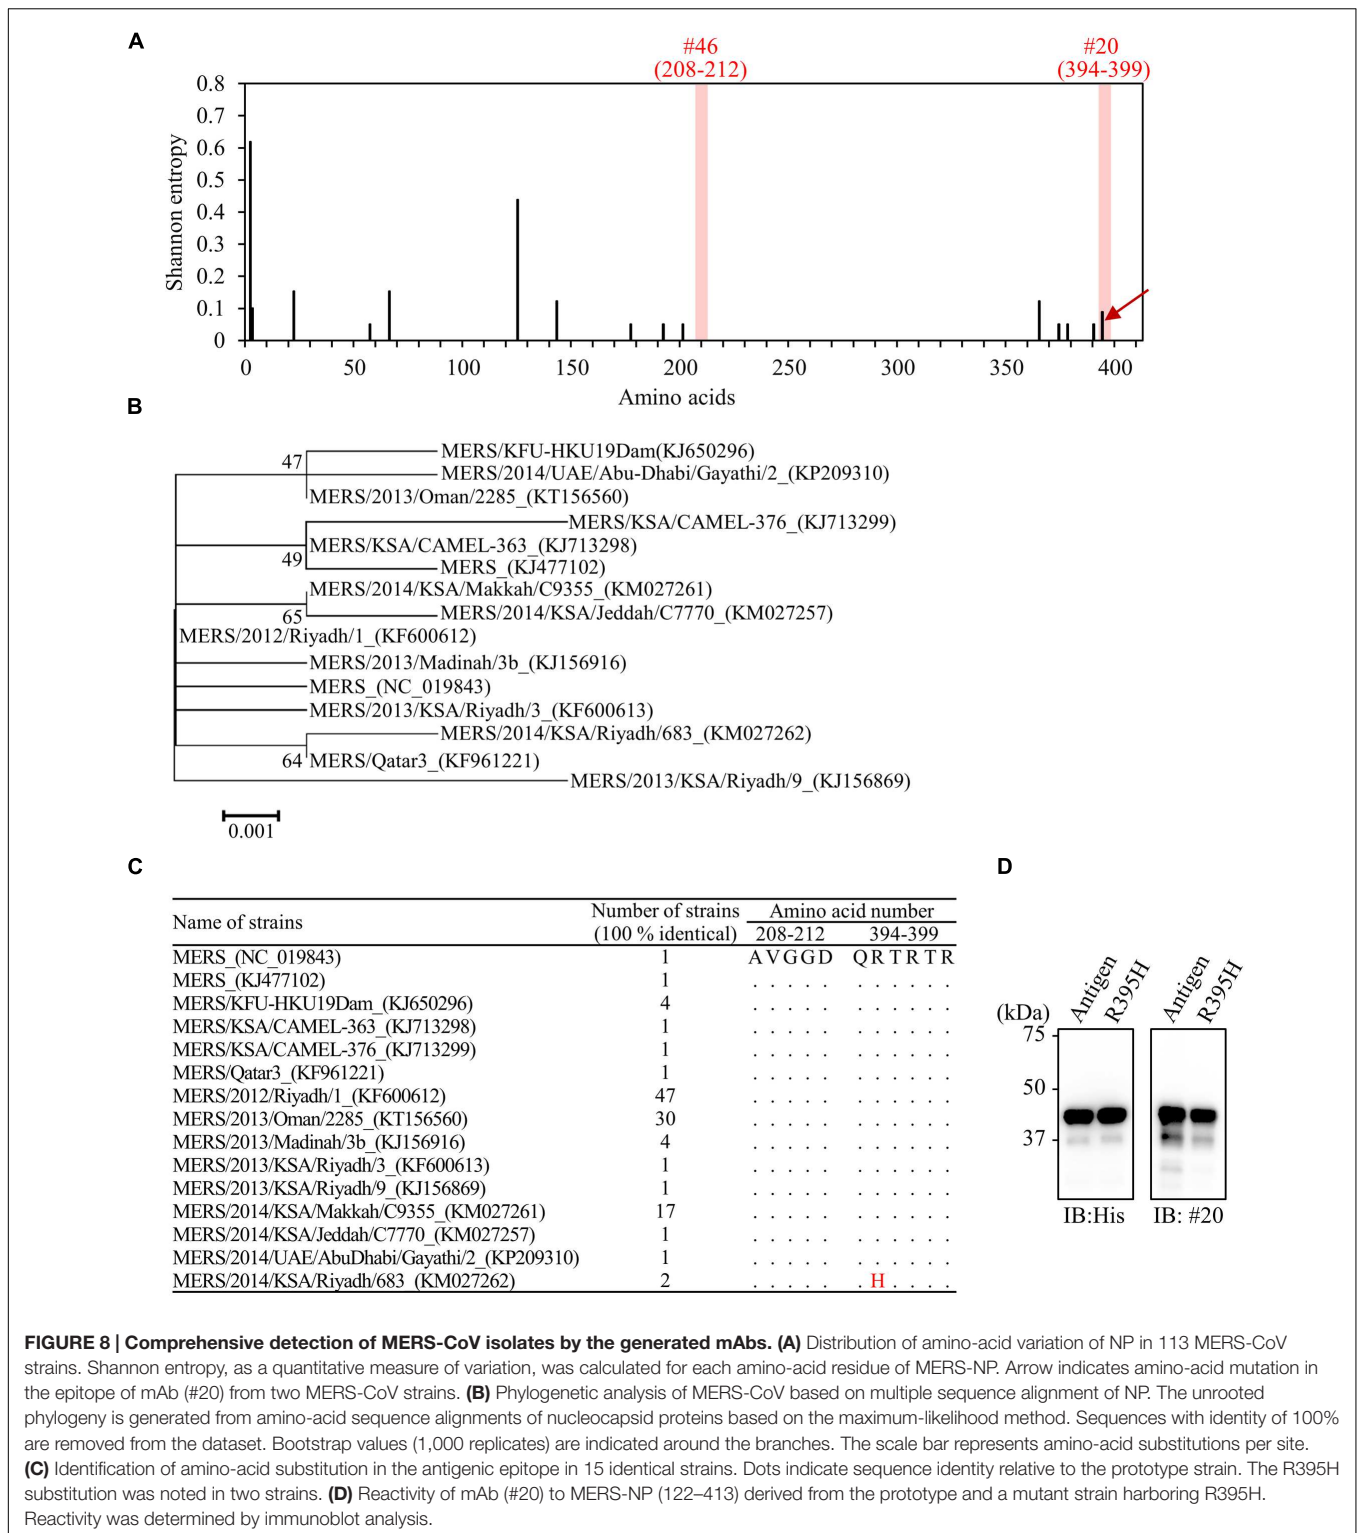 A
#46
(208-212)
#20
(394-399)
0.8
0.7
0.6
0.5
0.4
0.3
0.2
0.1
0
Shannon entropy
0 50 100 150 200 250 300 350 400
Amino acids
B
47
MERS/KFU-HKU19Dam(KJ650296)
MERS/2014/UAE/Abu-Dhabi/Gayathi/2_(KP209310)
MERS/2013/Oman/2285_(KT156560)
MERS/KSA/CAMEL-376_(KJ713299)
MERS/KSA/CAMEL-363_(KJ713298)
49
MERS_(KJ477102)
MERS/2014/KSA/Makkah/C9355_(KM027261)
65
MERS/2014/KSA/Jeddah/C7770_(KM027257)
MERS/2012/Riyadh/1_(KF600612)
MERS/2013/Madinah/3b_(KJ156916)
MERS_(NC_019843)
MERS/2013/KSA/Riyadh/3_(KF600613)
MERS/2014/KSA/Riyadh/683_(KM027262)
64
MERS/Qatar3_(KF961221)
MERS/2013/KSA/Riyadh/9_(KJ156869)
0.001
C
Name of strains Number of strains (100 % identical) Amino acid number
208-212 394-399
MERS_(NC_019843) 1 A V G G D Q R T R T R
MERS_(KJ477102) 1 . . . . . . . . . . .
MERS/KFU-HKU19Dam_(KJ650296) 4 . . . . . . . . . . .
MERS/KSA/CAMEL-363_(KJ713298) 1 . . . . . . . . . . .
MERS/KSA/CAMEL-376_(KJ713299) 1 . . . . . . . . . . .
MERS/Qatar3_(KF961221) 1 . . . . . . . . . . .
MERS/2012/Riyadh/1_(KF600612) 47 . . . . . . . . . . .
MERS/2013/Oman/2285_(KT156560) 30 . . . . . . . . . . .
MERS/2013/Madinah/3b_(KJ156916) 4 . . . . . . . . . . .
MERS/2013/KSA/Riyadh/3_(KF600613) 1 . . . . . . . . . . .
MERS/2013/KSA/Riyadh/9_(KJ156869) 1 . . . . . . . . . . .
MERS/2014/KSA/Makkah/C9355_(KM027261) 17 . . . . . . . . . . .
MERS/2014/KSA/Jeddah/C7770_(KM027257) 1 . . . . . . . . . . .
MERS/2014/UAE/AbuDhabi/Gayathi/2_(KP209310) 1 . . . . . . . . . . .
MERS/2014/KSA/Riyadh/683_(KM027262) 2 . . . . . . H . . . .
D
(kDa)
Antigen R395H Antigen R395H
75
50
37
IB:His IB: #20
FIGURE 8 | Comprehensive detection of MERS-CoV isolates by the generated mAbs. (A) Distribution of amino-acid variation of NP in 113 MERS-CoV
strains. Shannon entropy, as a quantitative measure of variation, was calculated for each amino-acid residue of MERS-NP. Arrow indicates amino-acid mutation in
the epitope of mAb (#20) from two MERS-CoV strains. (B) Phylogenetic analysis of MERS-CoV based on multiple sequence alignment of NP. The unrooted
phylogeny is generated from amino-acid sequence alignments of nucleocapsid proteins based on the maximum-likelihood method. Sequences with identity of 100%
are removed from the dataset. Bootstrap values (1,000 replicates) are indicated around the branches. The scale bar represents amino-acid substitutions per site.
(C) Identification of amino-acid substitution in the antigenic epitope in 15 identical strains. Dots indicate sequence identity relative to the prototype strain. The R395H
substitution was noted in two strains. (D) Reactivity of mAb (#20) to MERS-NP (122–413) derived from the prototype and a mutant strain harboring R395H.
Reactivity was determined by immunoblot analysis.